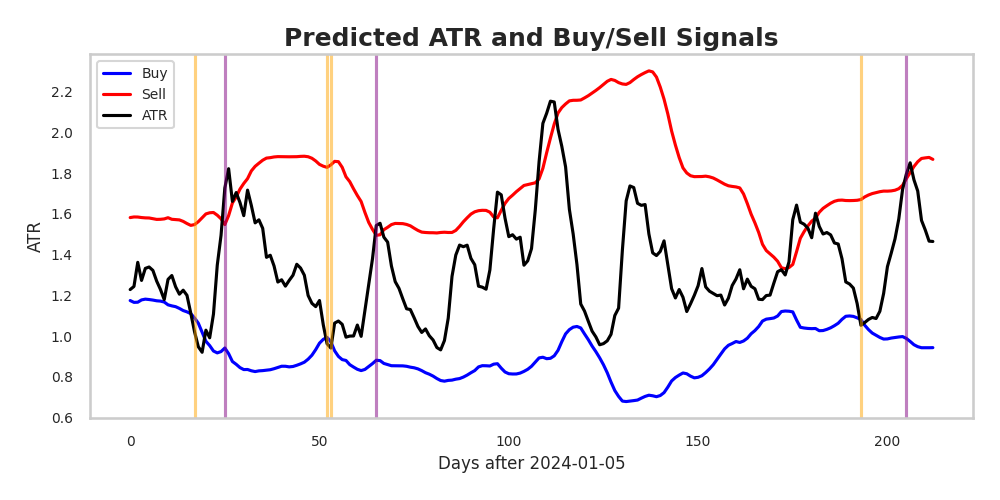 Predicted ATR and Buy/Sell Signals
Buy
Sell
ATR
ATR
2.2
2.0
1.8
1.6
1.4
1.2
1.0
0.8
0.6
0 50 100 150 200
Days after 2024-01-05